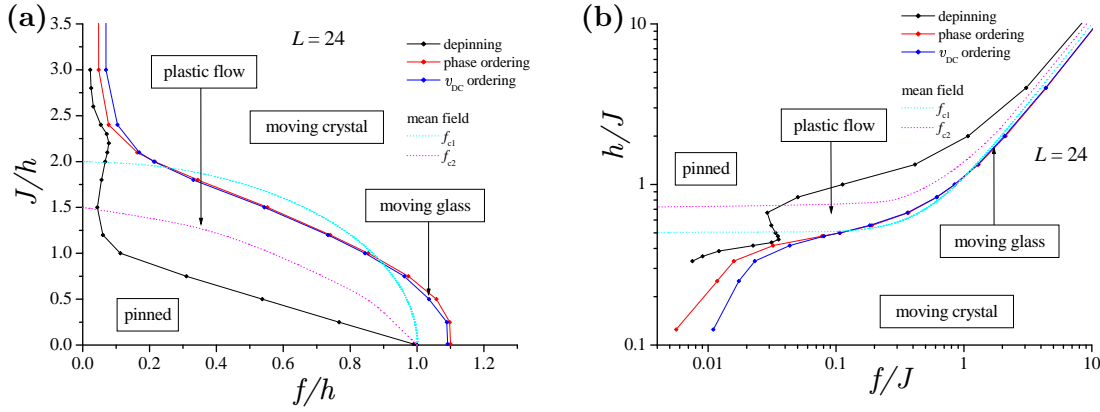 (a)
3.5
3.0
2.5
2.0
1.5
1.0
0.5
0.0
J/h
0.0 0.2 0.4 0.6 0.8 1.0 1.2
f/h
L = 24
depinning
phase ordering
v_DC ordering
mean field
f_c1
f_c2
plastic flow
moving crystal
moving glass
pinned
(b)
10
1
0.1
h/J
0.01 0.1 1 10
f/J
depinning
phase ordering
v_DC ordering
mean field
f_c1
f_c2
plastic flow
pinned
L = 24
moving glass
moving crystal